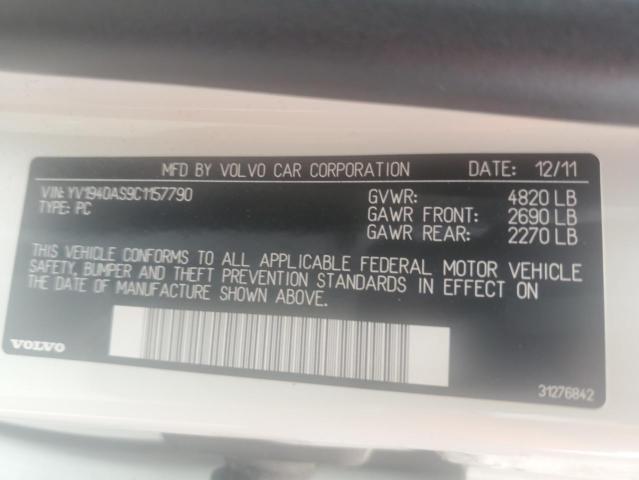 MFD BY VOLVO CAR CORPORATION DATE: 12/11
VIN: YV1940AS9C1157790 GVWR: 4820 LB
TYPE: PC GAWR FRONT: 2690 LB
GAWR REAR: 2270 LB
THIS VEHICLE CONFORMS TO ALL APPLICABLE FEDERAL MOTOR VEHICLE
SAFETY, BUMPER AND THEFT PREVENTION STANDARDS IN EFFECT ON
THE DATE OF MANUFACTURE SHOWN ABOVE.
VOLVO 31276842